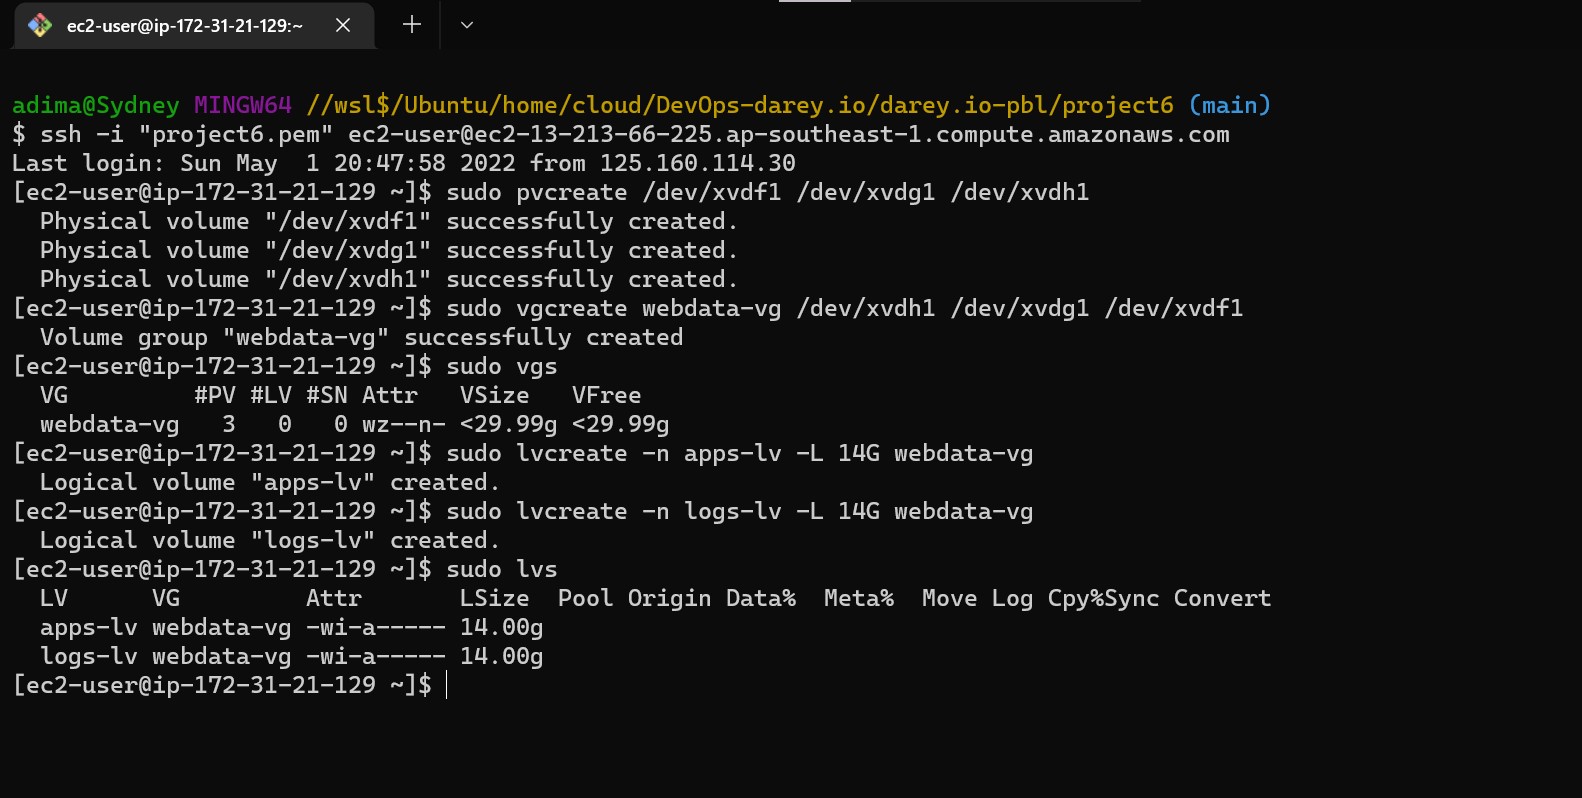 ec2-user@ip-172-31-21-129:~
adima@Sydney MINGW64 //wsl$/Ubuntu/home/cloud/DevOps-darey.io/darey.io-pbl/project6 (main)
$ ssh -i "project6.pem" ec2-user@ec2-13-213-66-225.ap-southeast-1.compute.amazonaws.com
Last login: Sun May  1 20:47:58 2022 from 125.160.114.30
[ec2-user@ip-172-31-21-129 ~]$ sudo pvcreate /dev/xvdf1 /dev/xvdg1 /dev/xvdh1
  Physical volume "/dev/xvdf1" successfully created.
  Physical volume "/dev/xvdg1" successfully created.
  Physical volume "/dev/xvdh1" successfully created.
[ec2-user@ip-172-31-21-129 ~]$ sudo vgcreate webdata-vg /dev/xvdh1 /dev/xvdg1 /dev/xvdf1
  Volume group "webdata-vg" successfully created
[ec2-user@ip-172-31-21-129 ~]$ sudo vgs
  VG         #PV #LV #SN Attr   VSize   VFree
  webdata-vg   3   0   0 wz--n- <29.99g <29.99g
[ec2-user@ip-172-31-21-129 ~]$ sudo lvcreate -n apps-lv -L 14G webdata-vg
  Logical volume "apps-lv" created.
[ec2-user@ip-172-31-21-129 ~]$ sudo lvcreate -n logs-lv -L 14G webdata-vg
  Logical volume "logs-lv" created.
[ec2-user@ip-172-31-21-129 ~]$ sudo lvs
  LV      VG         Attr       LSize  Pool Origin Data%  Meta%  Move Log Cpy%Sync Convert
  apps-lv webdata-vg -wi-a----- 14.00g
  logs-lv webdata-vg -wi-a----- 14.00g
[ec2-user@ip-172-31-21-129 ~]$